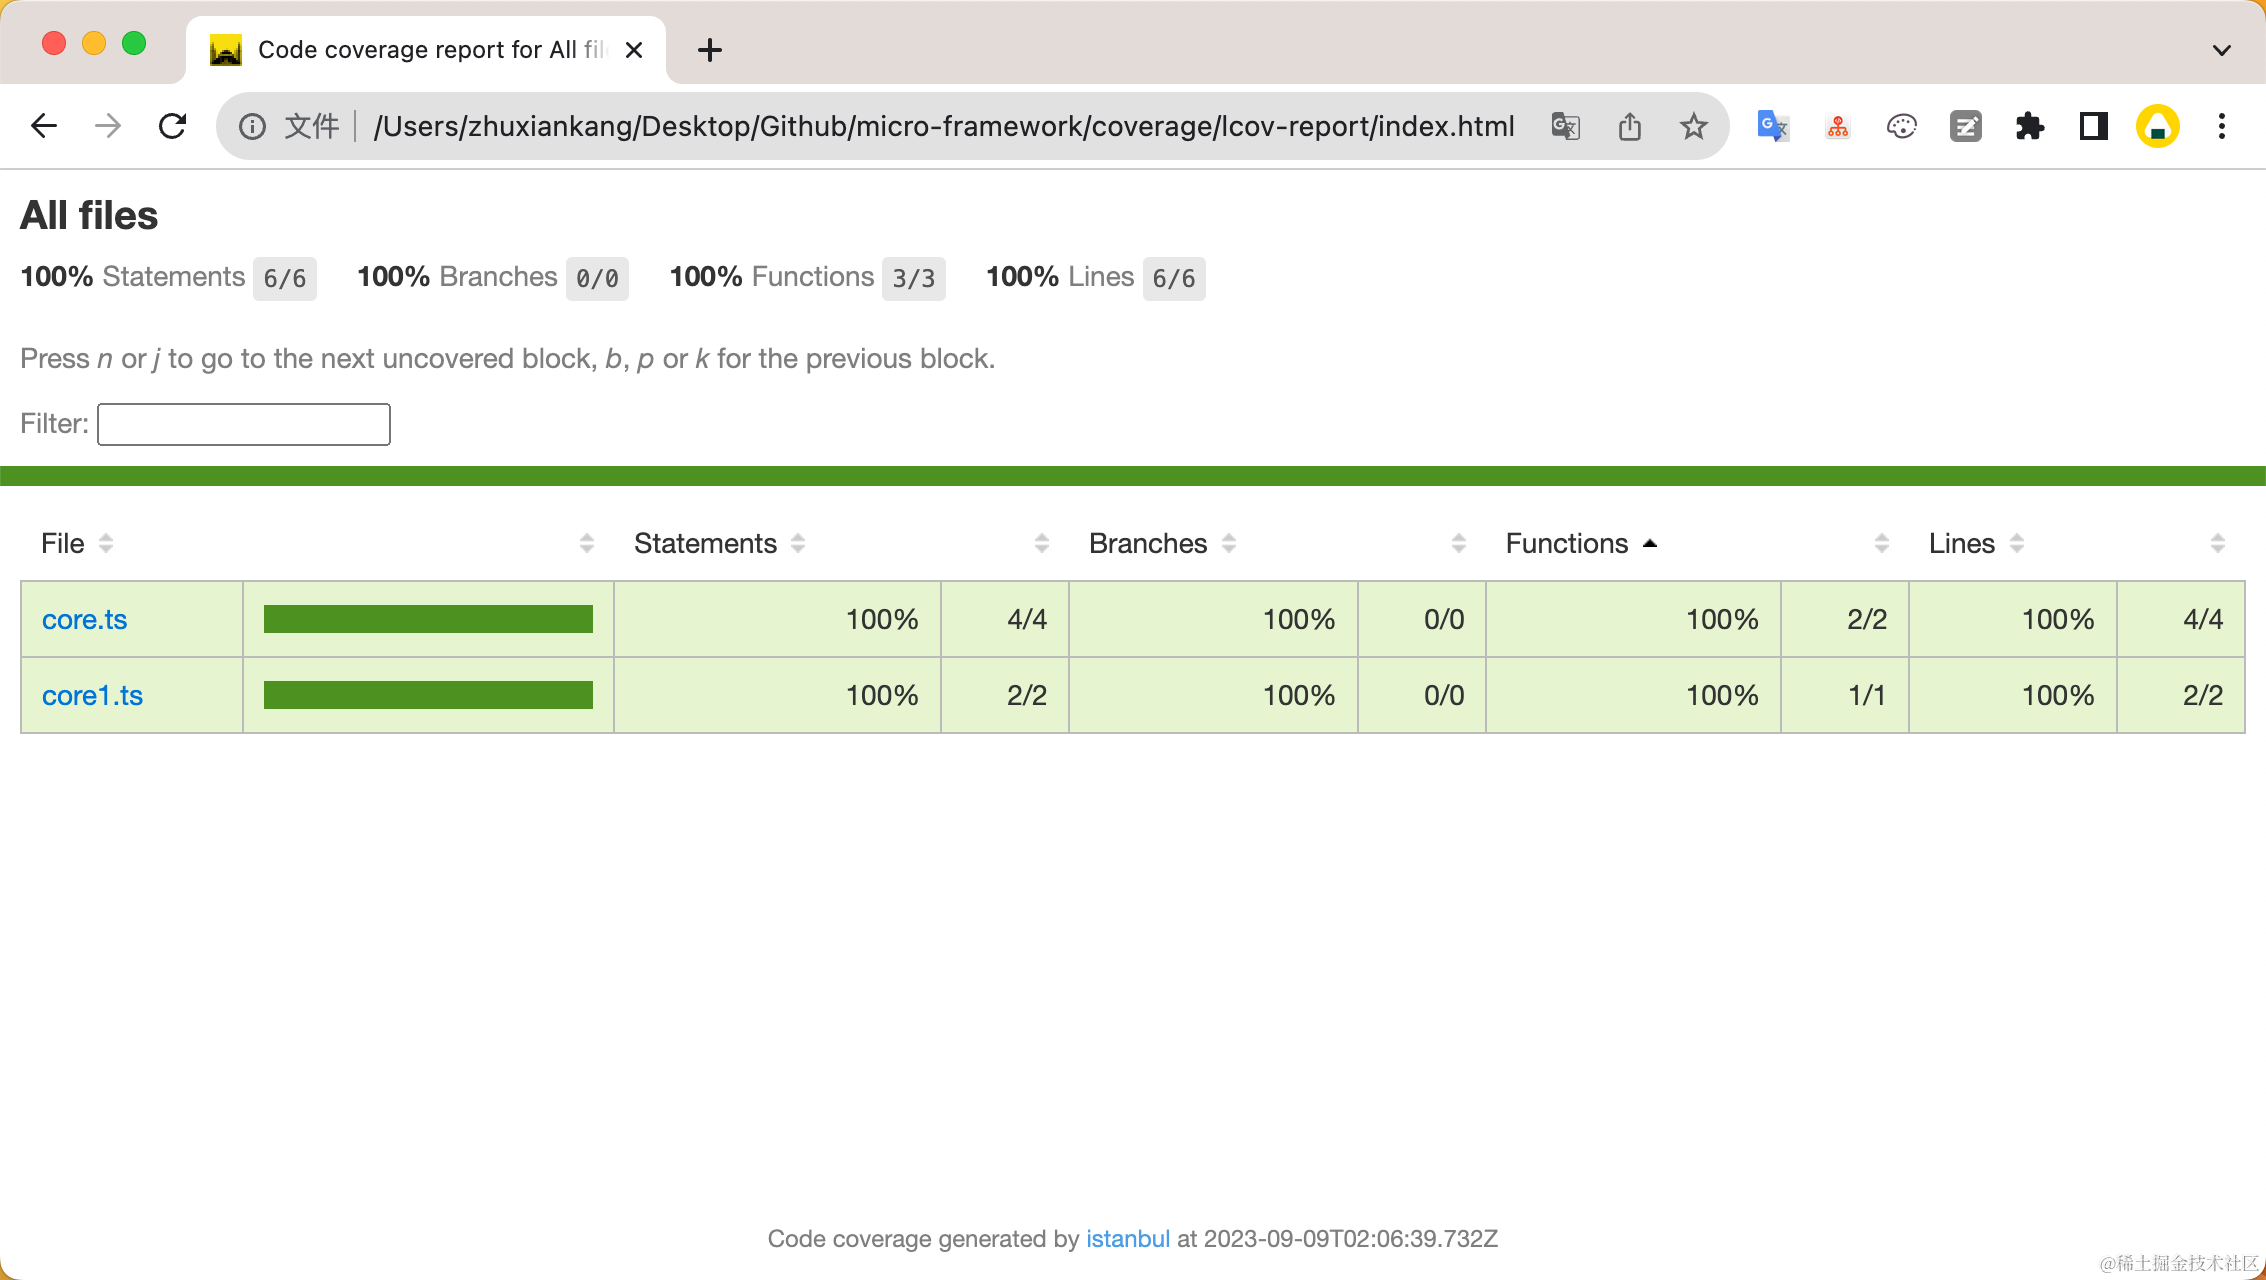 Code coverage report for All fil
文件 /Users/zhuxiankang/Desktop/Github/micro-framework/coverage/lcov-report/index.html
All files
100% Statements 6/6 100% Branches 0/0 100% Functions 3/3 100% Lines 6/6
Press n or j to go to the next uncovered block, b, p or k for the previous block.
Filter:
File Statements Branches Functions Lines
core.ts 100% 4/4 100% 0/0 100% 2/2 100% 4/4
core1.ts 100% 2/2 100% 0/0 100% 1/1 100% 2/2
Code coverage generated by istanbul at 2023-09-09T02:06:39.732Z
@稀土掘金技术社区